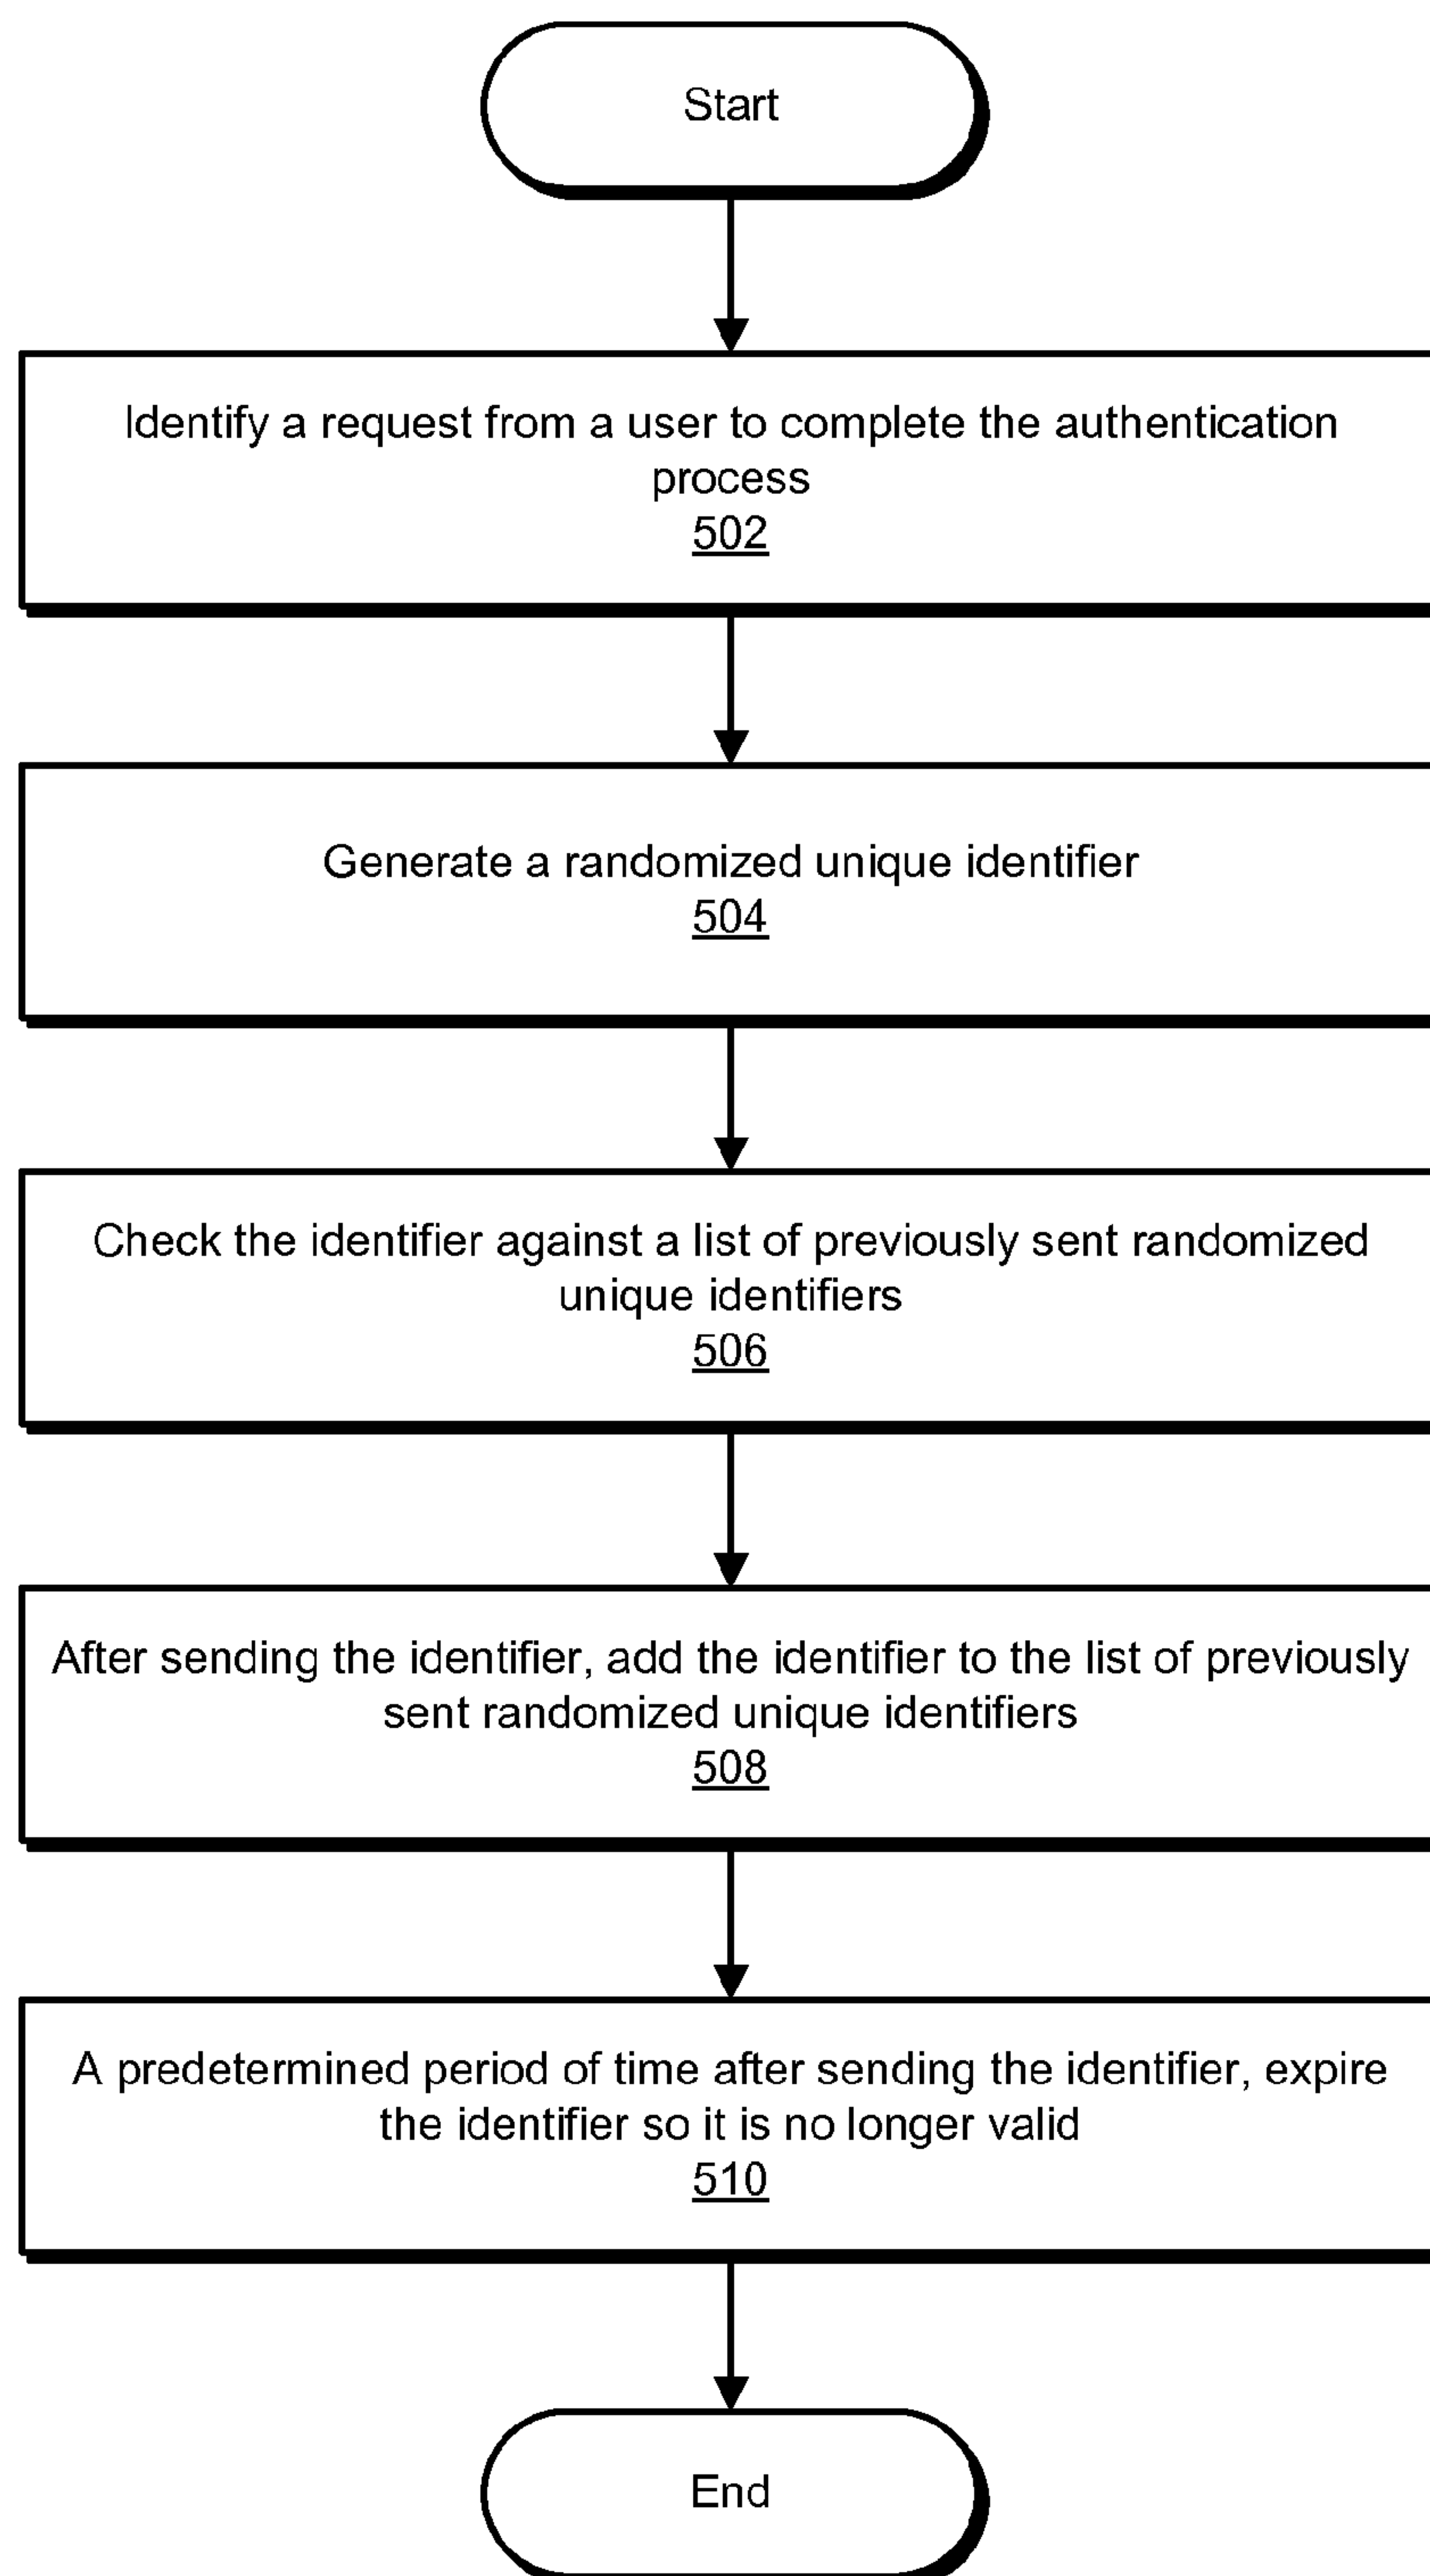 Start
Identify a request from a user to complete the authentication
process
502
Generate a randomized unique identifier
504
Check the identifier against a list of previously sent randomized
unique identifiers
506
After sending the identifier, add the identifier to the list of previously
sent randomized unique identifiers
508
A predetermined period of time after sending the identifier, expire
the identifier so it is no longer valid
510
End